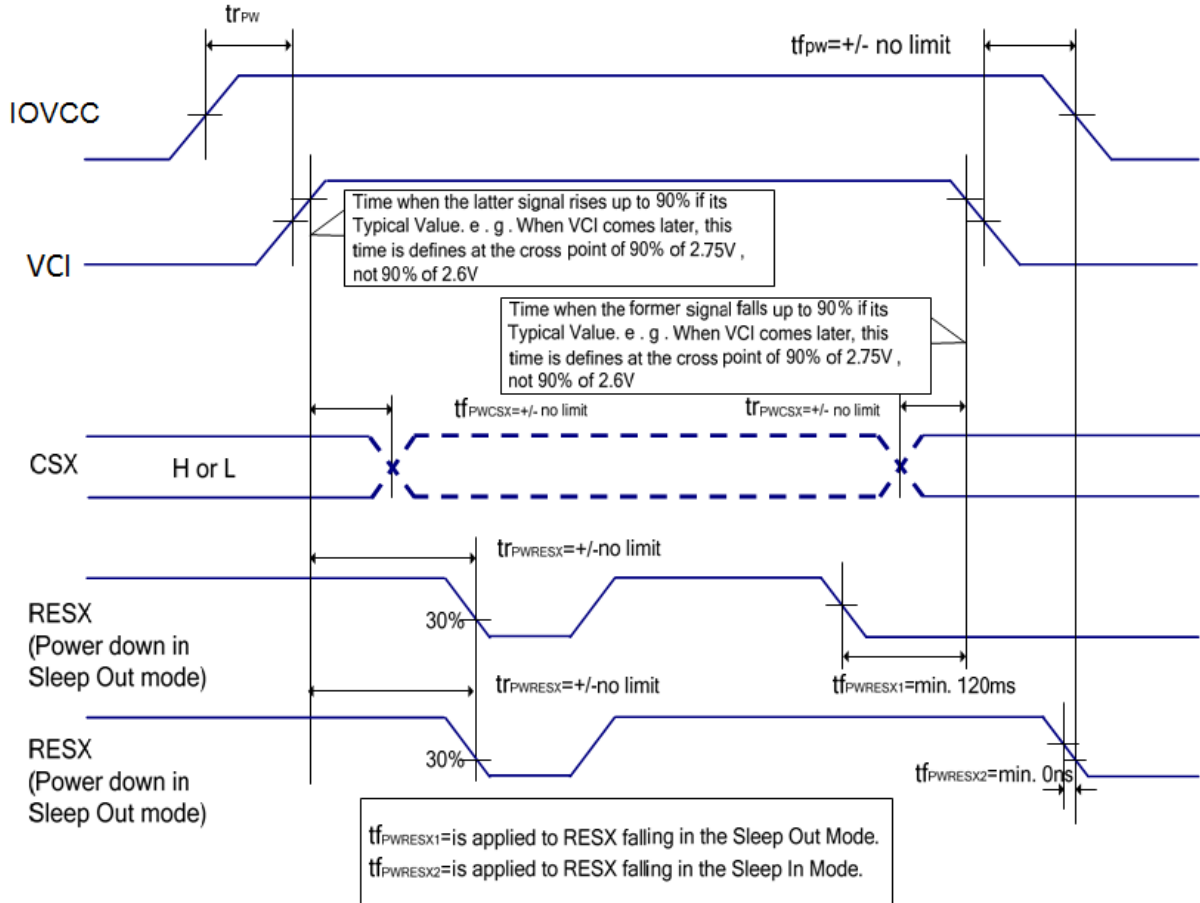 trPW
tfpw=+/- no limit
IOVCC
Time when the latter signal rises up to 90% if its
Typical Value. e . g . When VCI comes later, this
time is defines at the cross point of 90% of 2.75V ,
not 90% of 2.6V
VCI
Time when the former signal falls up to 90% if its
Typical Value. e . g . When VCI comes later, this
time is defines at the cross point of 90% of 2.75V ,
not 90% of 2.6V
tfPWCSX=+/- no limit
trPWCSX=+/- no limit
CSX
H or L
trPWRESX=+/-no limit
RESX
(Power down in
Sleep Out mode)
30%
trPWRESX=+/-no limit
tfPWRESX1=min. 120ms
RESX
(Power down in
Sleep Out mode)
30%
tfPWRESX2=min. 0ns
tfPWRESX1=is applied to RESX falling in the Sleep Out Mode.
tfPWRESX2=is applied to RESX falling in the Sleep In Mode.